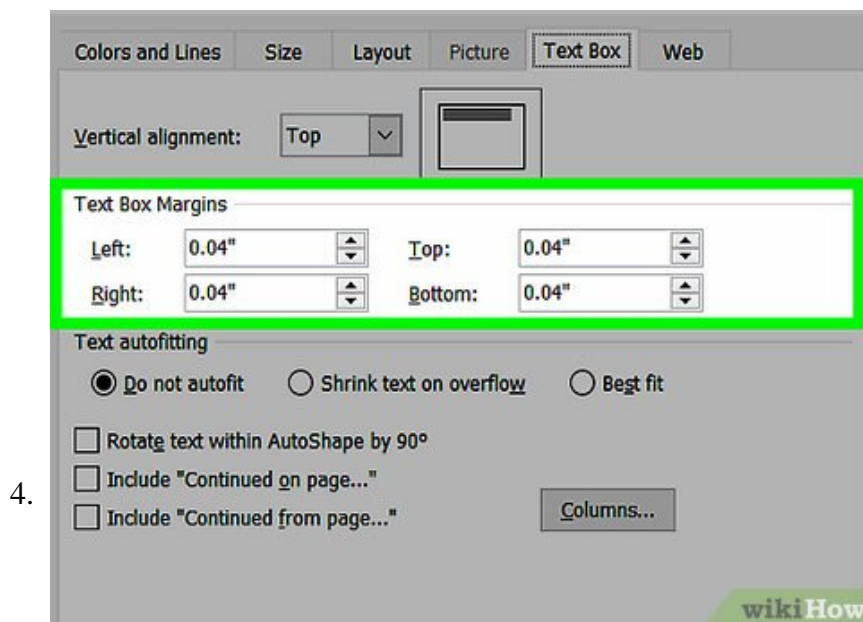 Colors and Lines Size Layout Picture Text Box Web
Vertical alignment: Top
Text Box Margins
Left: 0.04" Top: 0.04"
Right: 0.04" Bottom: 0.04"
Text autofitting
Do not autofit Shrink text on overflow Best fit
Rotate text within AutoShape by 90º
4. Include "Continued on page..."
Include "Continued from page..." Columns...
wikiHow